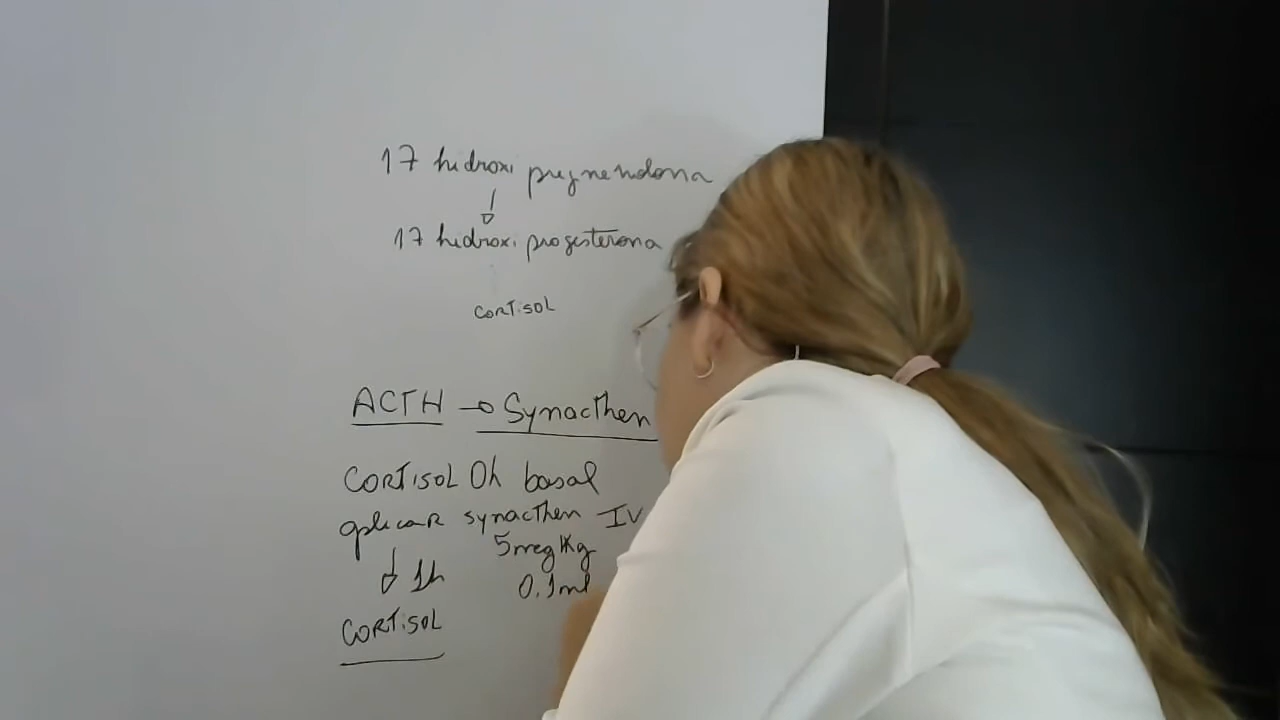 17 hidroxi pregnendona
17 hidroxi progesterona
CORTISOL
ACTH → Synacthen
CORTISOL 0h basal
aplicar synacthen IV
5mcg/Kg
↓ 1h
0.1ml
CORTISOL